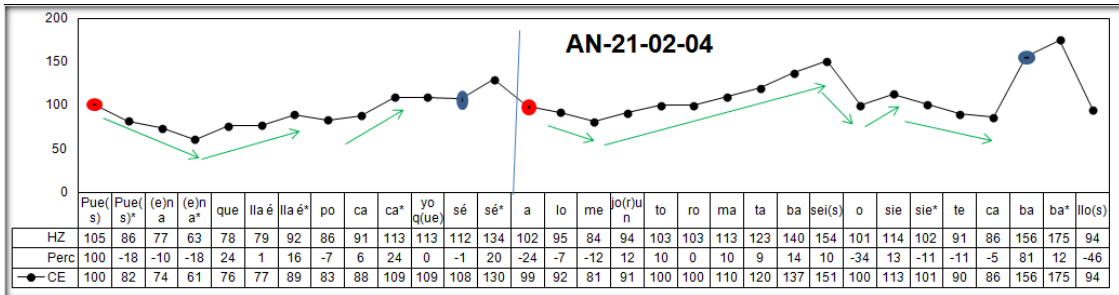 AN-21-02-04
200
150
100
50
0
Pue(s) Pue(s)* (e)na (e)na* que lla é lla é* po ca ca* yo q(ue) sé sé* a lo me jo(r)un to ro ma ta ba sei(s) o sie sie* te ca ba ba* llo(s)
HZ 105 86 77 63 78 79 92 86 91 113 113 112 134 102 95 84 94 103 103 113 123 140 154 101 114 102 91 86 156 175 94
Perc 100 -18 -10 -18 24 1 16 -7 6 24 0 -1 20 -24 -7 -12 12 10 0 10 9 14 10 -34 13 -11 -11 -5 81 12 -46
CE 100 82 74 61 76 77 89 83 88 109 109 108 130 99 92 81 91 100 100 110 120 137 151 100 113 101 90 86 156 175 94